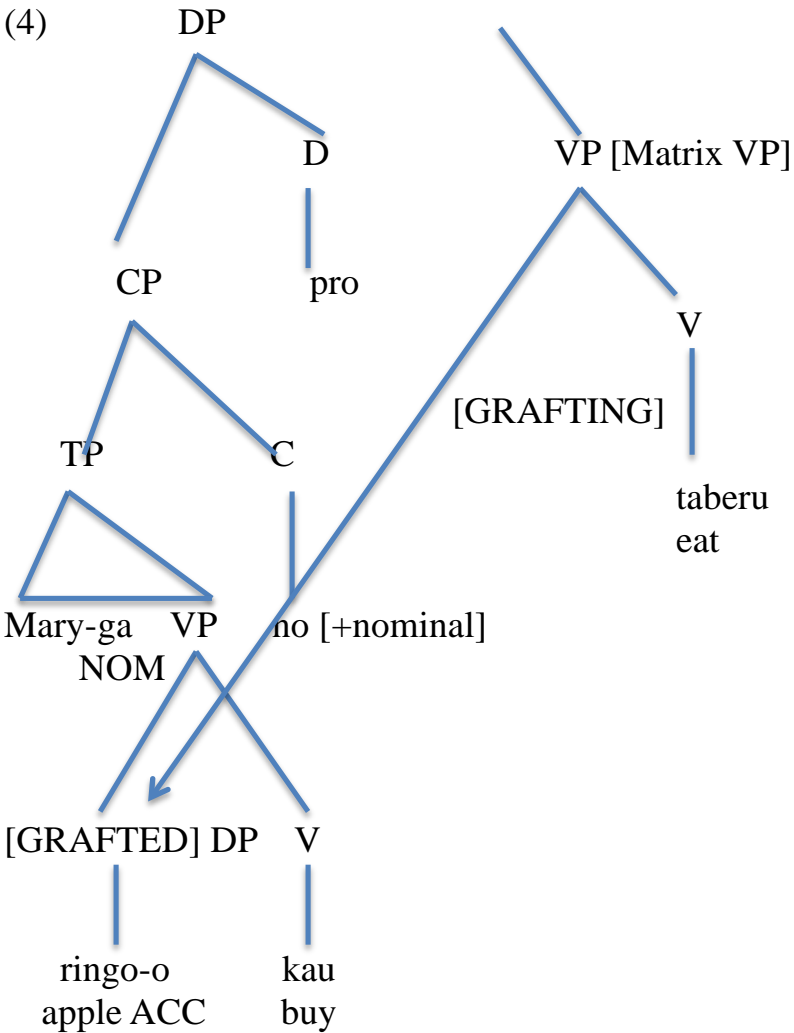 (4) DP
D VP [Matrix VP]
CP pro
V
[GRAFTING]
TP C
taberu
eat
Mary-ga VP no [+nominal]
NOM
[GRAFTED] DP V
ringo-o kau
apple ACC buy